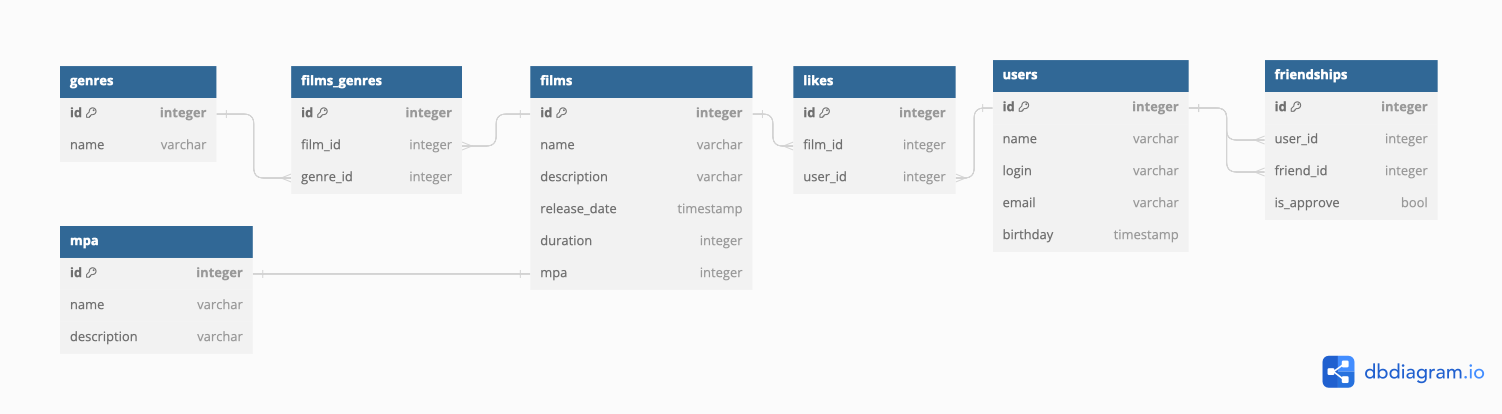 genres
id integer
name varchar
films_genres
id integer
film_id integer
genre_id integer
films
id integer
name varchar
description varchar
release_date timestamp
duration integer
mpa integer
likes
id integer
film_id integer
user_id integer
users
id integer
name varchar
login varchar
email varchar
birthday timestamp
friendships
id integer
user_id integer
friend_id integer
is_approve bool
mpa
id integer
name varchar
description varchar
dbdiagram.io